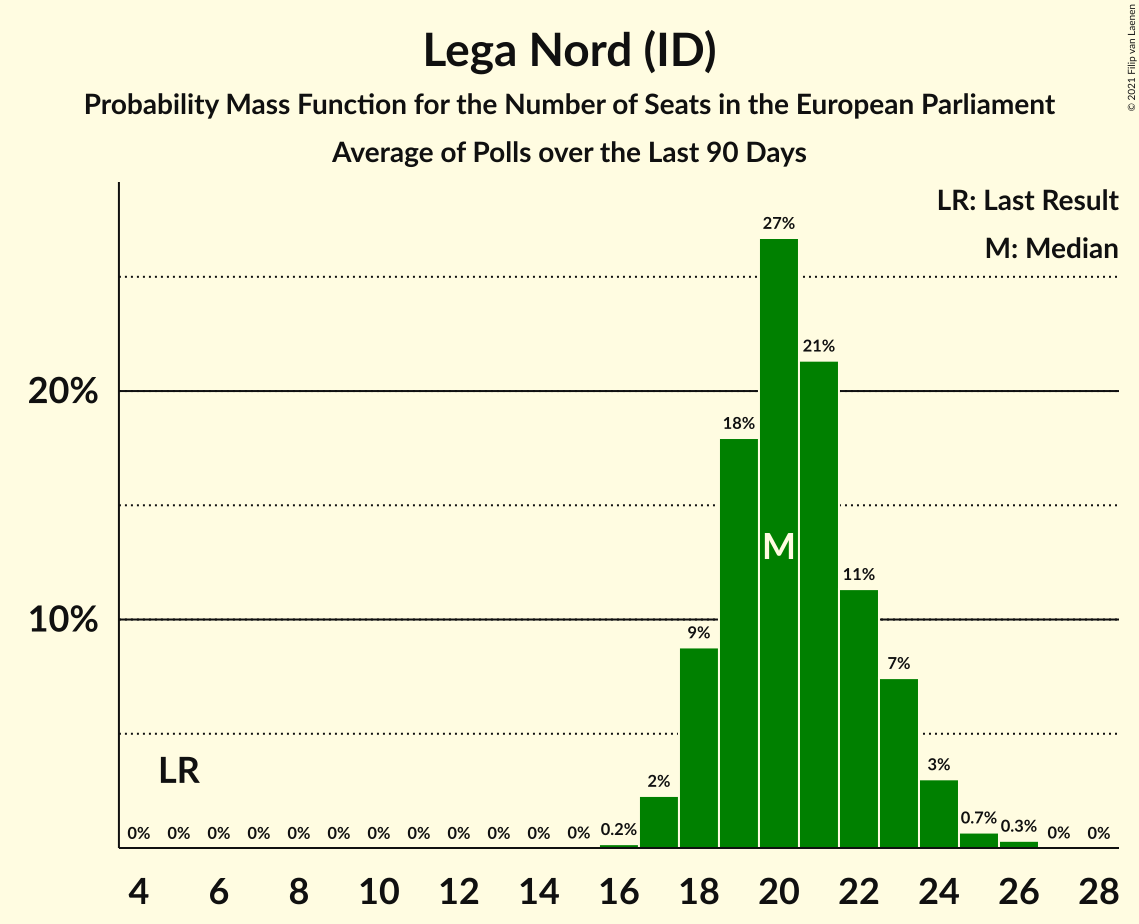 Lega Nord (ID)
Probability Mass Function for the Number of Seats in the European Parliament
Average of Polls over the Last 90 Days
© 2021 Filip van Laenen
LR: Last Result
M: Median
27%
21%
20%
18%
M
11%
10%
9%
7%
LR
3%
2%
0% 0% 0% 0% 0% 0% 0% 0% 0% 0% 0% 0% 0.2% 0.7% 0.3% 0% 0%
4 6 8 10 12 14 16 18 20 22 24 26 28